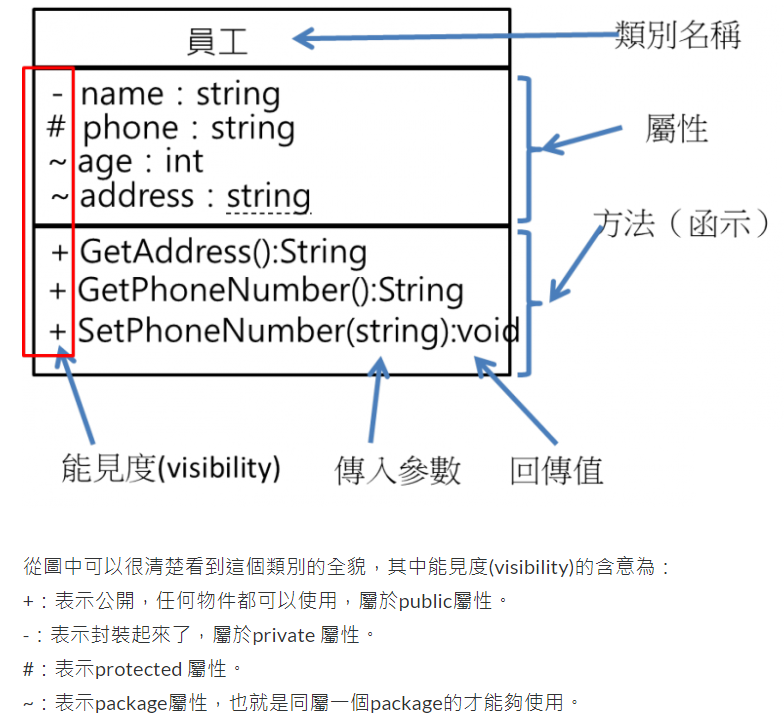 員工
類別名稱
- name：string
# phone：string
~ age：int
~ address：string
屬性
+ GetAddress():String
+ GetPhoneNumber():String
+ SetPhoneNumber(string):void
方法（函示）
能見度(visibility)
傳入參數
回傳值
從圖中可以很清楚看到這個類別的全貌，其中能見度(visibility)的含意為：
+：表示公開，任何物件都可以使用，屬於public屬性。
-：表示封裝起來了，屬於private 屬性。
#：表示protected 屬性。
~：表示package屬性，也就是同屬一個package的才能夠使用。